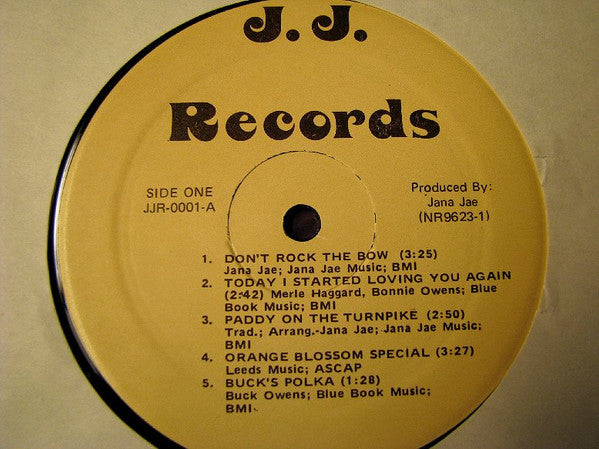 J. J.
Records
SIDE ONE
JJR-0001-A
Produced By:
Jana Jae
(NR9623-1)
1. DON'T ROCK THE BOW (3:25)
Jana Jae; Jana Jae Music; BMI
2. TODAY I STARTED LOVING YOU AGAIN
(2:42) Merle Haggard, Bonnie Owens; Blue
Book Music; BMI
3. PADDY ON THE TURNPIKE (2:50)
Trad.; Arrang.-Jana Jae; Jana Jae Music;
BMI
4. ORANGE BLOSSOM SPECIAL (3:27)
Leeds Music; ASCAP
5. BUCK'S POLKA (1:28)
Buck Owens; Blue Book Music;
BMI.